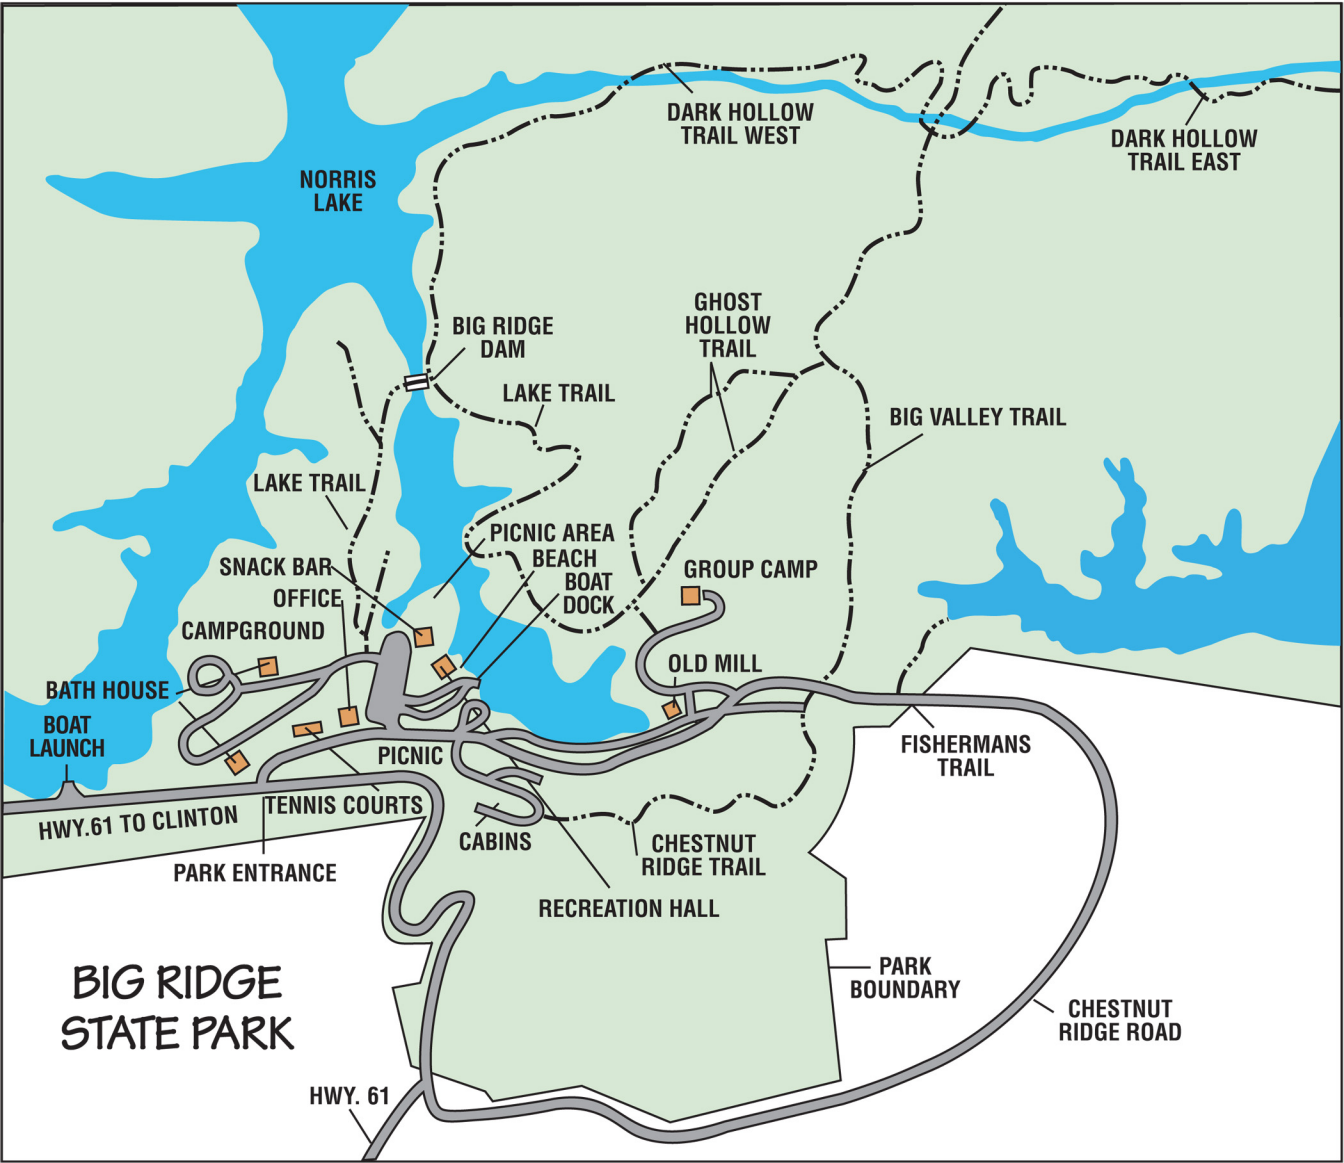 DARK HOLLOW
TRAIL WEST
DARK HOLLOW
TRAIL EAST
NORRIS
LAKE
GHOST
HOLLOW
TRAIL
BIG RIDGE
DAM
LAKE TRAIL
BIG VALLEY TRAIL
LAKE TRAIL
PICNIC AREA
BEACH
BOAT
DOCK
SNACK BAR
OFFICE
GROUP CAMP
CAMPGROUND
OLD MILL
BATH HOUSE
BOAT
LAUNCH
PICNIC
FISHERMANS
TRAIL
TENNIS COURTS
HWY.61 TO CLINTON
CABINS
CHESTNUT
RIDGE TRAIL
PARK ENTRANCE
RECREATION HALL
BIG RIDGE
STATE PARK
PARK
BOUNDARY
CHESTNUT
RIDGE ROAD
HWY. 61